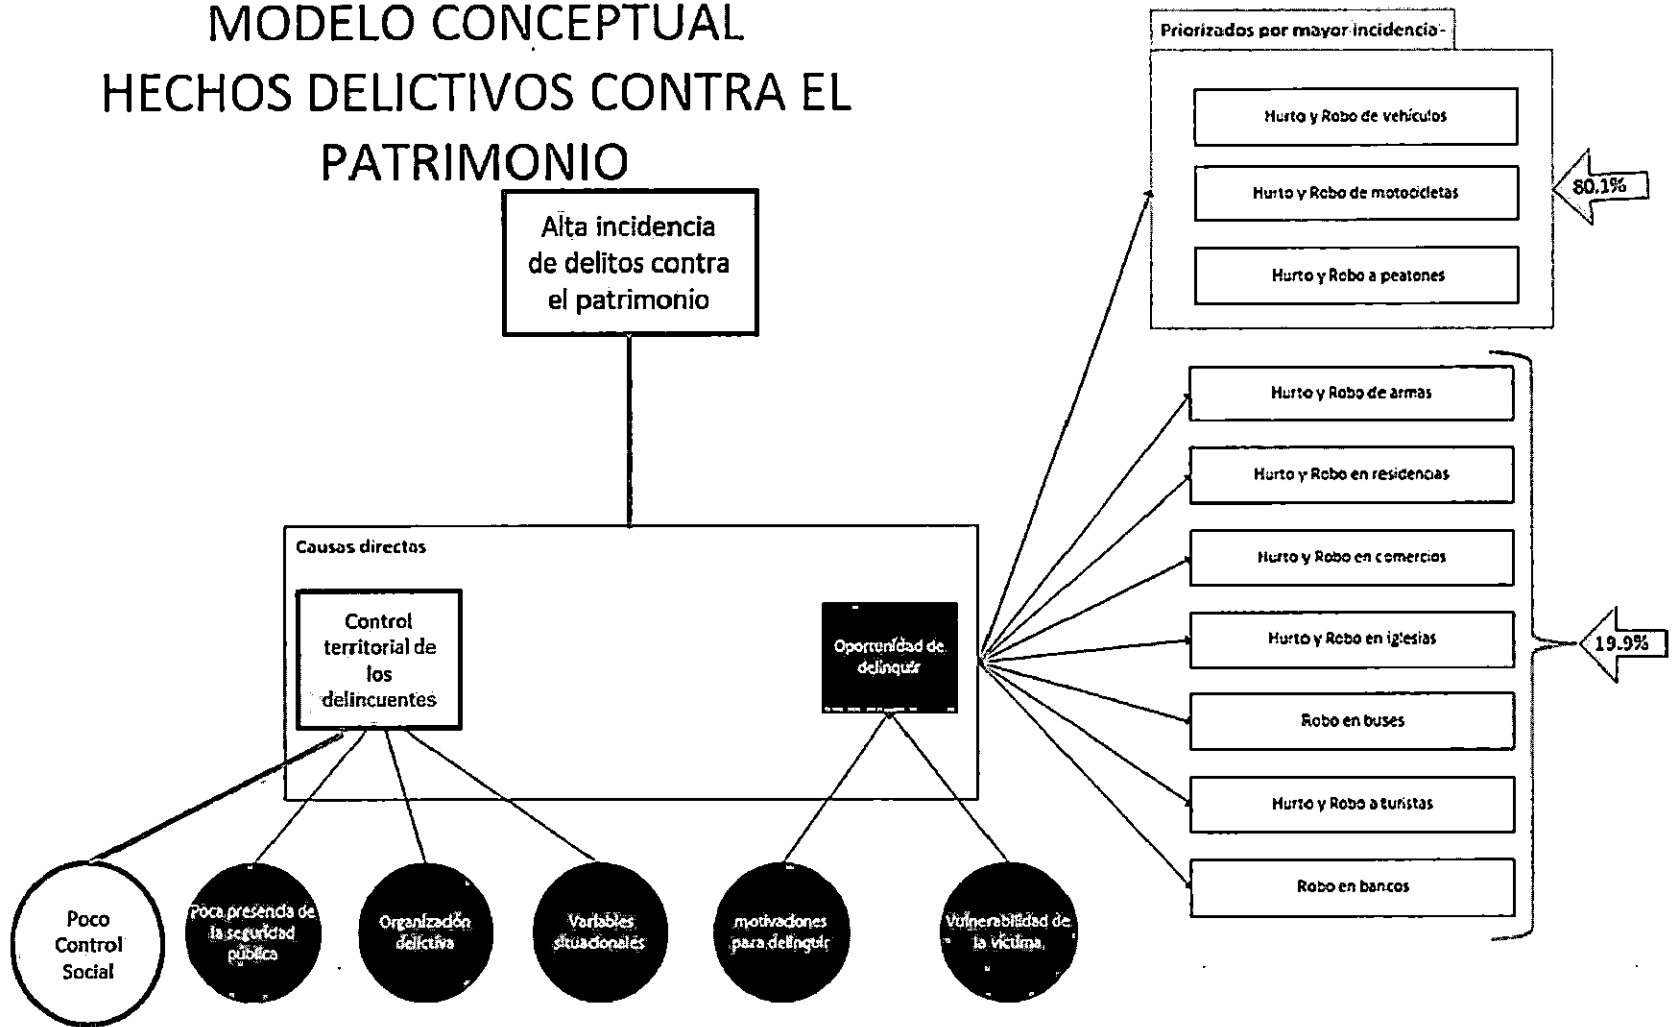 MODELO CONCEPTUAL
HECHOS DELICTIVOS CONTRA EL
PATRIMONIO
Alta incidencia
de delitos contra
el patrimonio
Causas directas
Control
territorial de
los
delincuentes
Oportunidad de
delinquir
Poco
Control
Social
Poca presencia de
la seguridad
pública
Organización
delictiva
Variables
situacionales
motivaciones
para delinquir
Vulnerabilidad de
la víctima
Priorizados por mayor incidencia
Hurto y Robo de vehículos
Hurto y Robo de motocicletas
Hurto y Robo a peatones
80.1%
Hurto y Robo de armas
Hurto y Robo en residencias
Hurto y Robo en comercios
Hurto y Robo en iglesias
Robo en buses
Hurto y Robo a turistas
Robo en bancos
19.9%